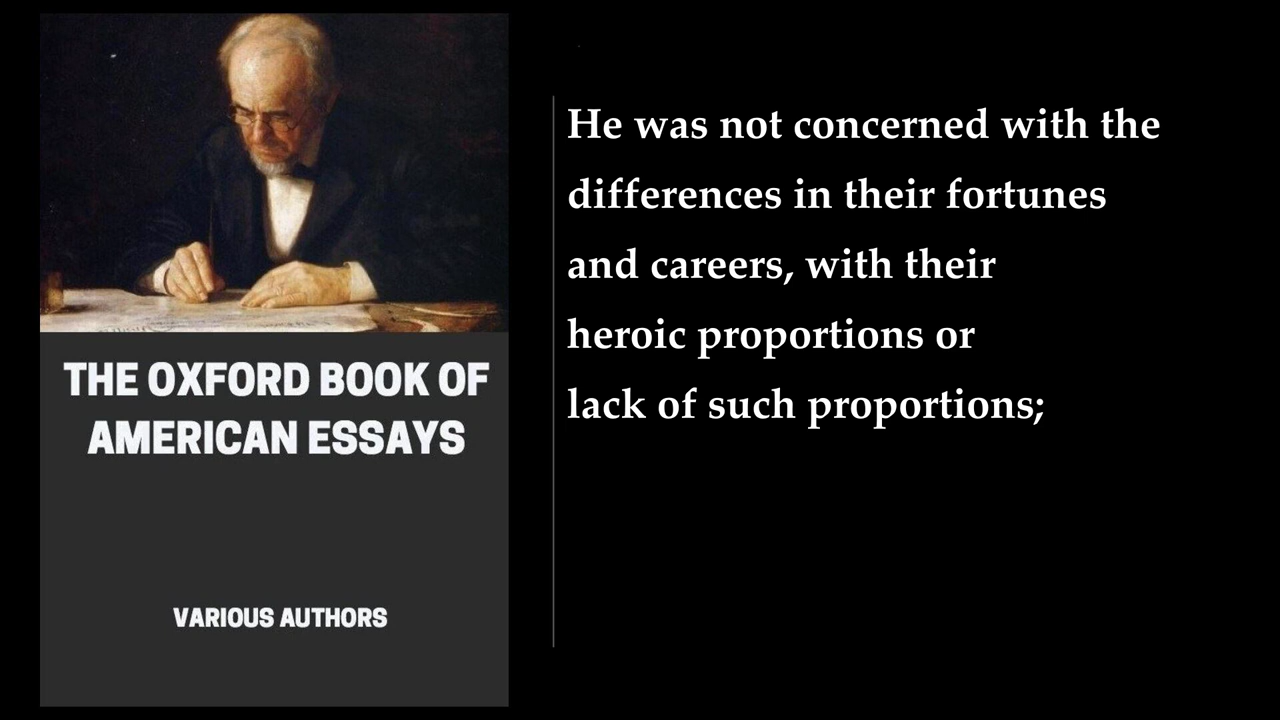 THE OXFORD BOOK OF
AMERICAN ESSAYS
VARIOUS AUTHORS
He was not concerned with the
differences in their fortunes
and careers, with their
heroic proportions or
lack of such proportions;